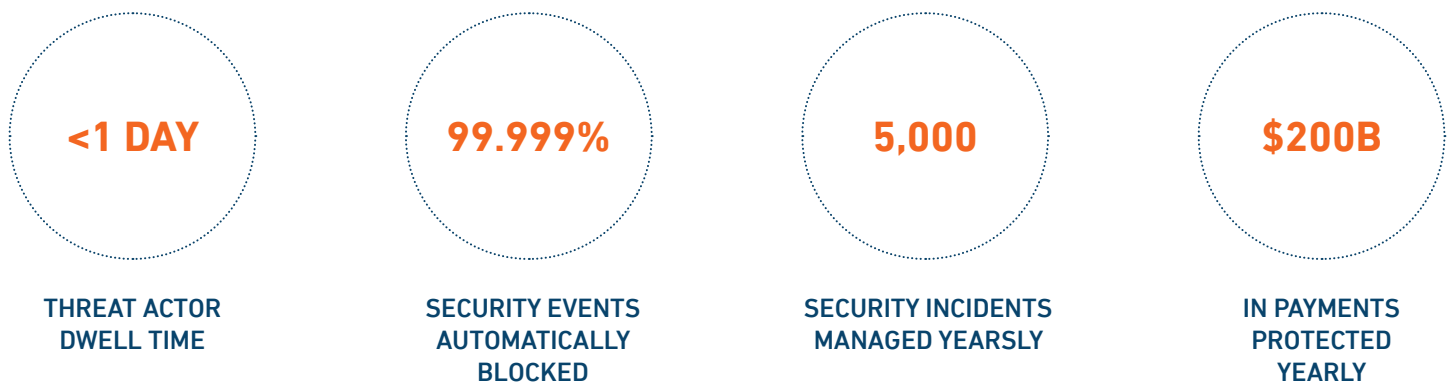 <1 DAY
99.999%
5,000
$200B
THREAT ACTOR
DWELL TIME
SECURITY EVENTS
AUTOMATICALLY
BLOCKED
SECURITY INCIDENTS
MANAGED YEARSLY
IN PAYMENTS
PROTECTED
YEARLY